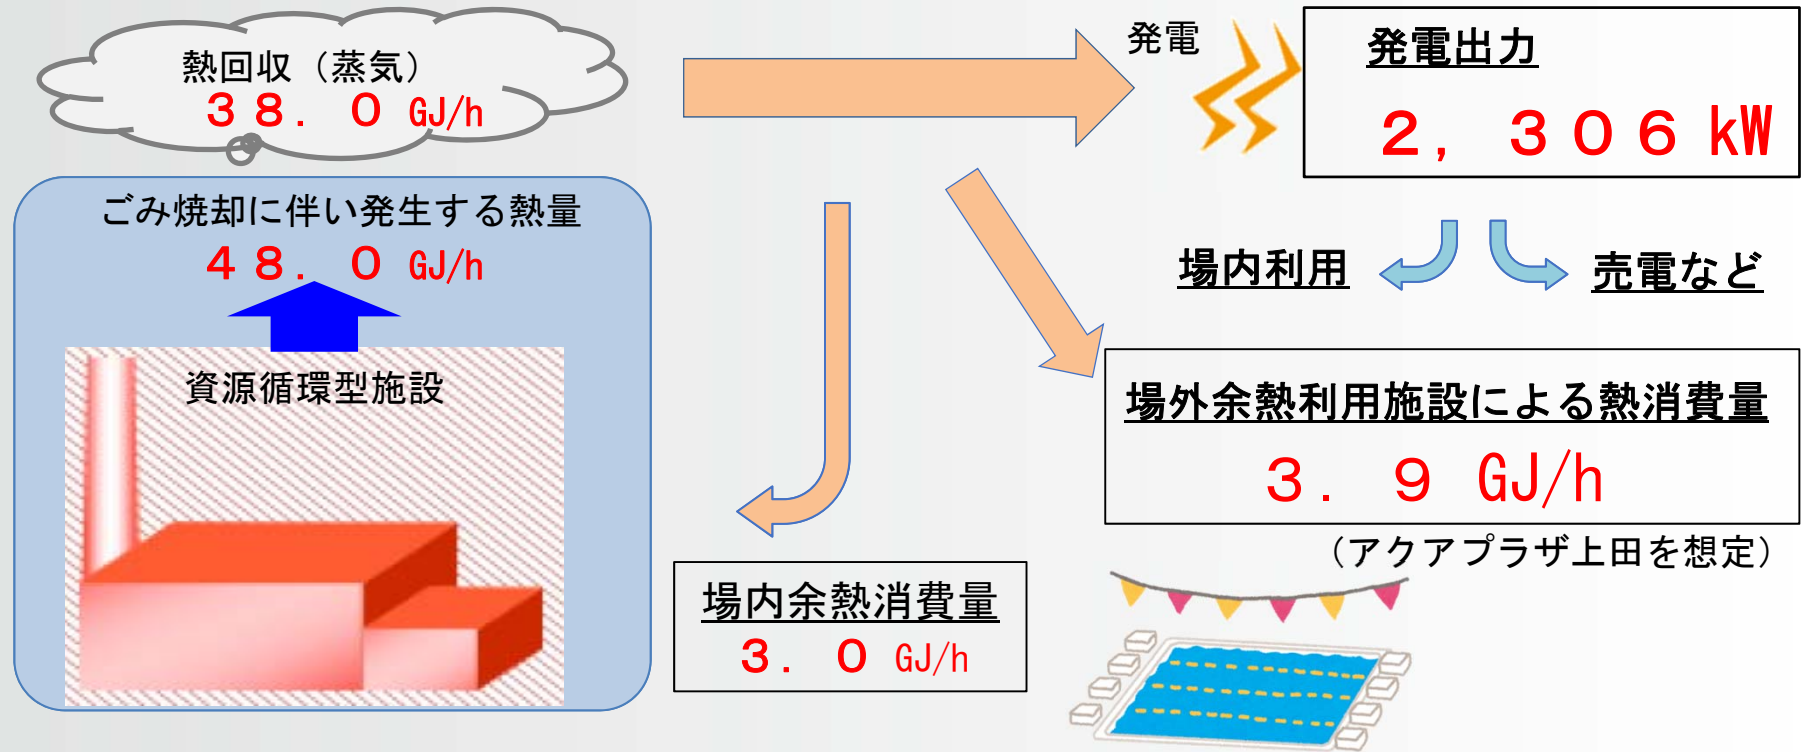 熱回収（蒸気）
３８．０ GJ/h
ごみ焼却に伴い発生する熱量
４８．０ GJ/h
資源循環型施設
発電
発電出力
２，３０６ kW
場内利用
売電など
場外余熱利用施設による熱消費量
３．９ GJ/h
（アクアプラザ上田を想定）
場内余熱消費量
３．０ GJ/h